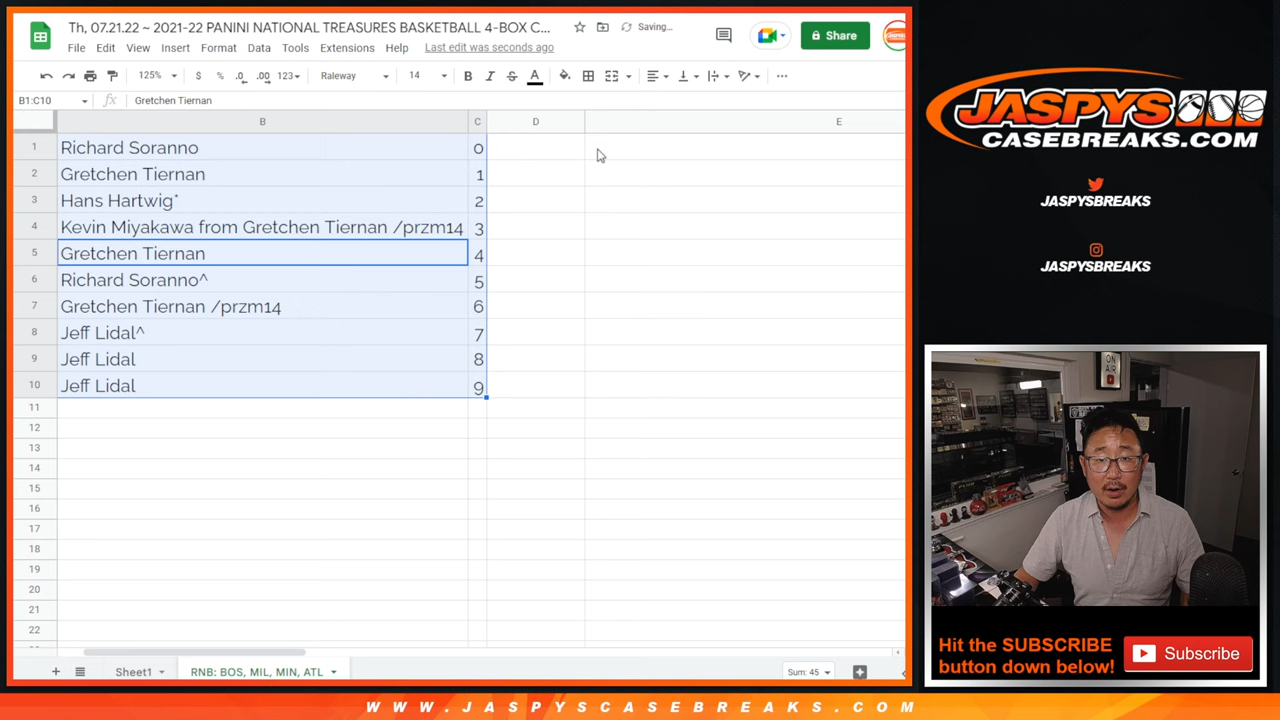 Th, 07.21.22 ~ 2021-22 PANINI NATIONAL TREASURES BASKETBALL 4-BOX C...
Saving...
Share
File Edit View Insert Format Data Tools Extensions Help Last edit was seconds ago
125% $ % .0 .00 123 Raleway 14 B I S A
B1:C10 fx Gretchen Tiernan
B C D E
1 Richard Soranno 0
2 Gretchen Tiernan 1
3 Hans Hartwig* 2
4 Kevin Miyakawa from Gretchen Tiernan /przm14 3
5 Gretchen Tiernan 4
6 Richard Soranno^ 5
7 Gretchen Tiernan /przm14 6
8 Jeff Lidal^ 7
9 Jeff Lidal 8
10 Jeff Lidal 9
11
12
13
14
15
16
17
18
19
20
21
22
+ Sheet1 RNB: BOS, MIL, MIN, ATL Sum: 45
JASPYS
CASEBREAKS.COM
JASPYSBREAKS
JASPYSBREAKS
ON
AIR
Hit the SUBSCRIBE
button down below!
Subscribe
WWW.JASPYSCASEBREAKS.COM